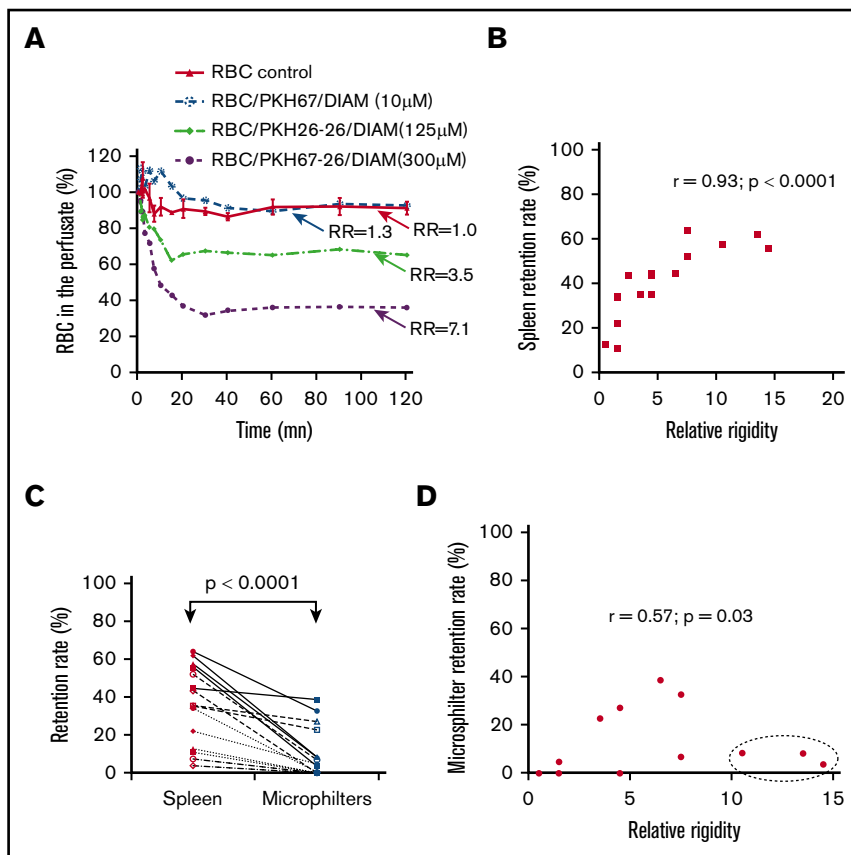 A
RBC control
RBC/PKH67/DIAM (10µM)
RBC/PKH26-26/DIAM(125µM)
RBC/PKH67-26/DIAM(300µM)
RBC in the perfusate (%)
120
100
80
60
40
20
0
RR=1.3
RR=1.0
RR=3.5
RR=7.1
0 20 40 60 80 100 120
Time (mn)
B
Spleen retention rate (%)
100
80
60
40
20
0
r = 0.93; p < 0.0001
0 5 10 15 20
Relative rigidity
C
Retention rate (%)
100
80
60
40
20
0
p < 0.0001
Spleen Microphilters
D
Microsphilter retention rate (%)
100
80
60
40
20
0
r = 0.57; p = 0.03
0 5 10 15
Relative rigidity